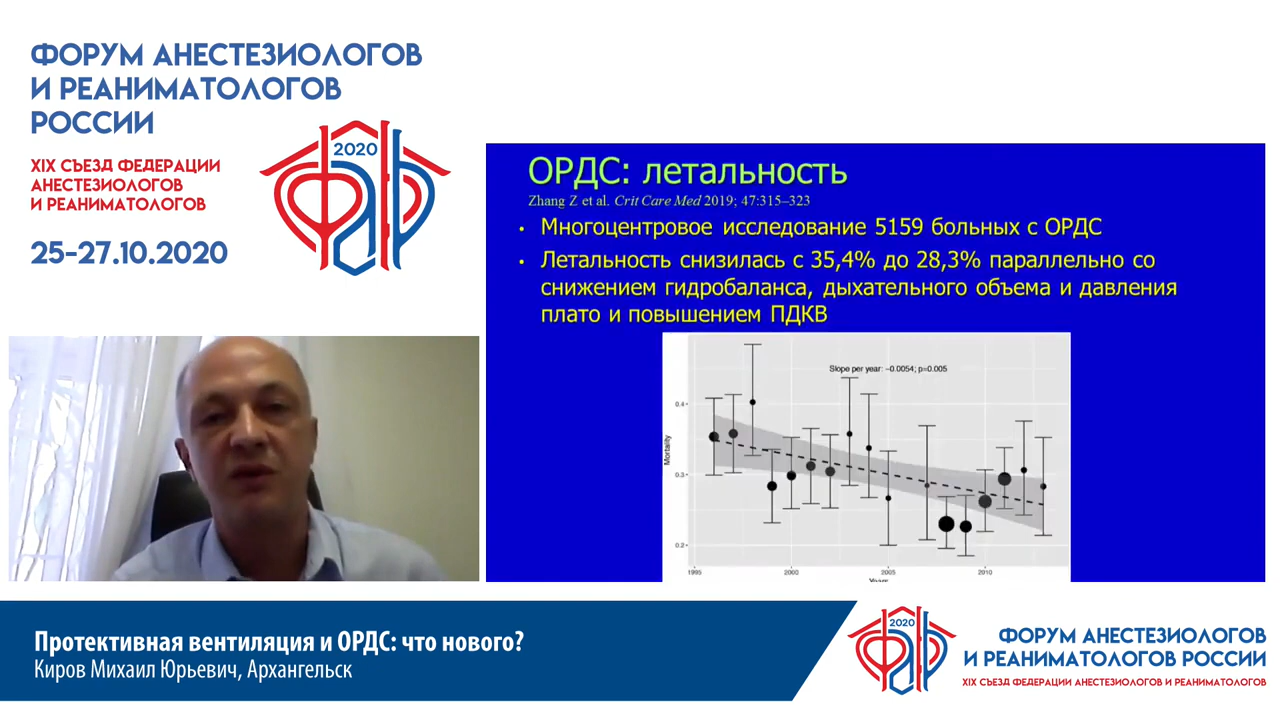 ФОРУМ АНЕСТЕЗИОЛОГОВ
И РЕАНИМАТОЛОГОВ
РОССИИ
XIX СЪЕЗД ФЕДЕРАЦИИ
АНЕСТЕЗИОЛОГОВ
И РЕАНИМАТОЛОГОВ
25-27.10.2020
2020
ОРДС: летальность
Zhang Z et al. Crit Care Med 2019; 47:315–323
• Многоцентровое исследование 5159 больных с ОРДС
• Летальность снизилась с 35,4% до 28,3% параллельно со
снижением гидробаланса, дыхательного объема и давления
плато и повышением ПДКВ
Slope per year: −0.0054; p=0.005
Mortality
0.4
0.3
0.2
1995 2000 2005 2010
Years
Протективная вентиляция и ОРДС: что нового?
Киров Михаил Юрьевич, Архангельск
2020
ФОРУМ АНЕСТЕЗИОЛОГОВ
И РЕАНИМАТОЛОГОВ РОССИИ
XIX СЪЕЗД ФЕДЕРАЦИИ АНЕСТЕЗИОЛОГОВ И РЕАНИМАТОЛОГОВ